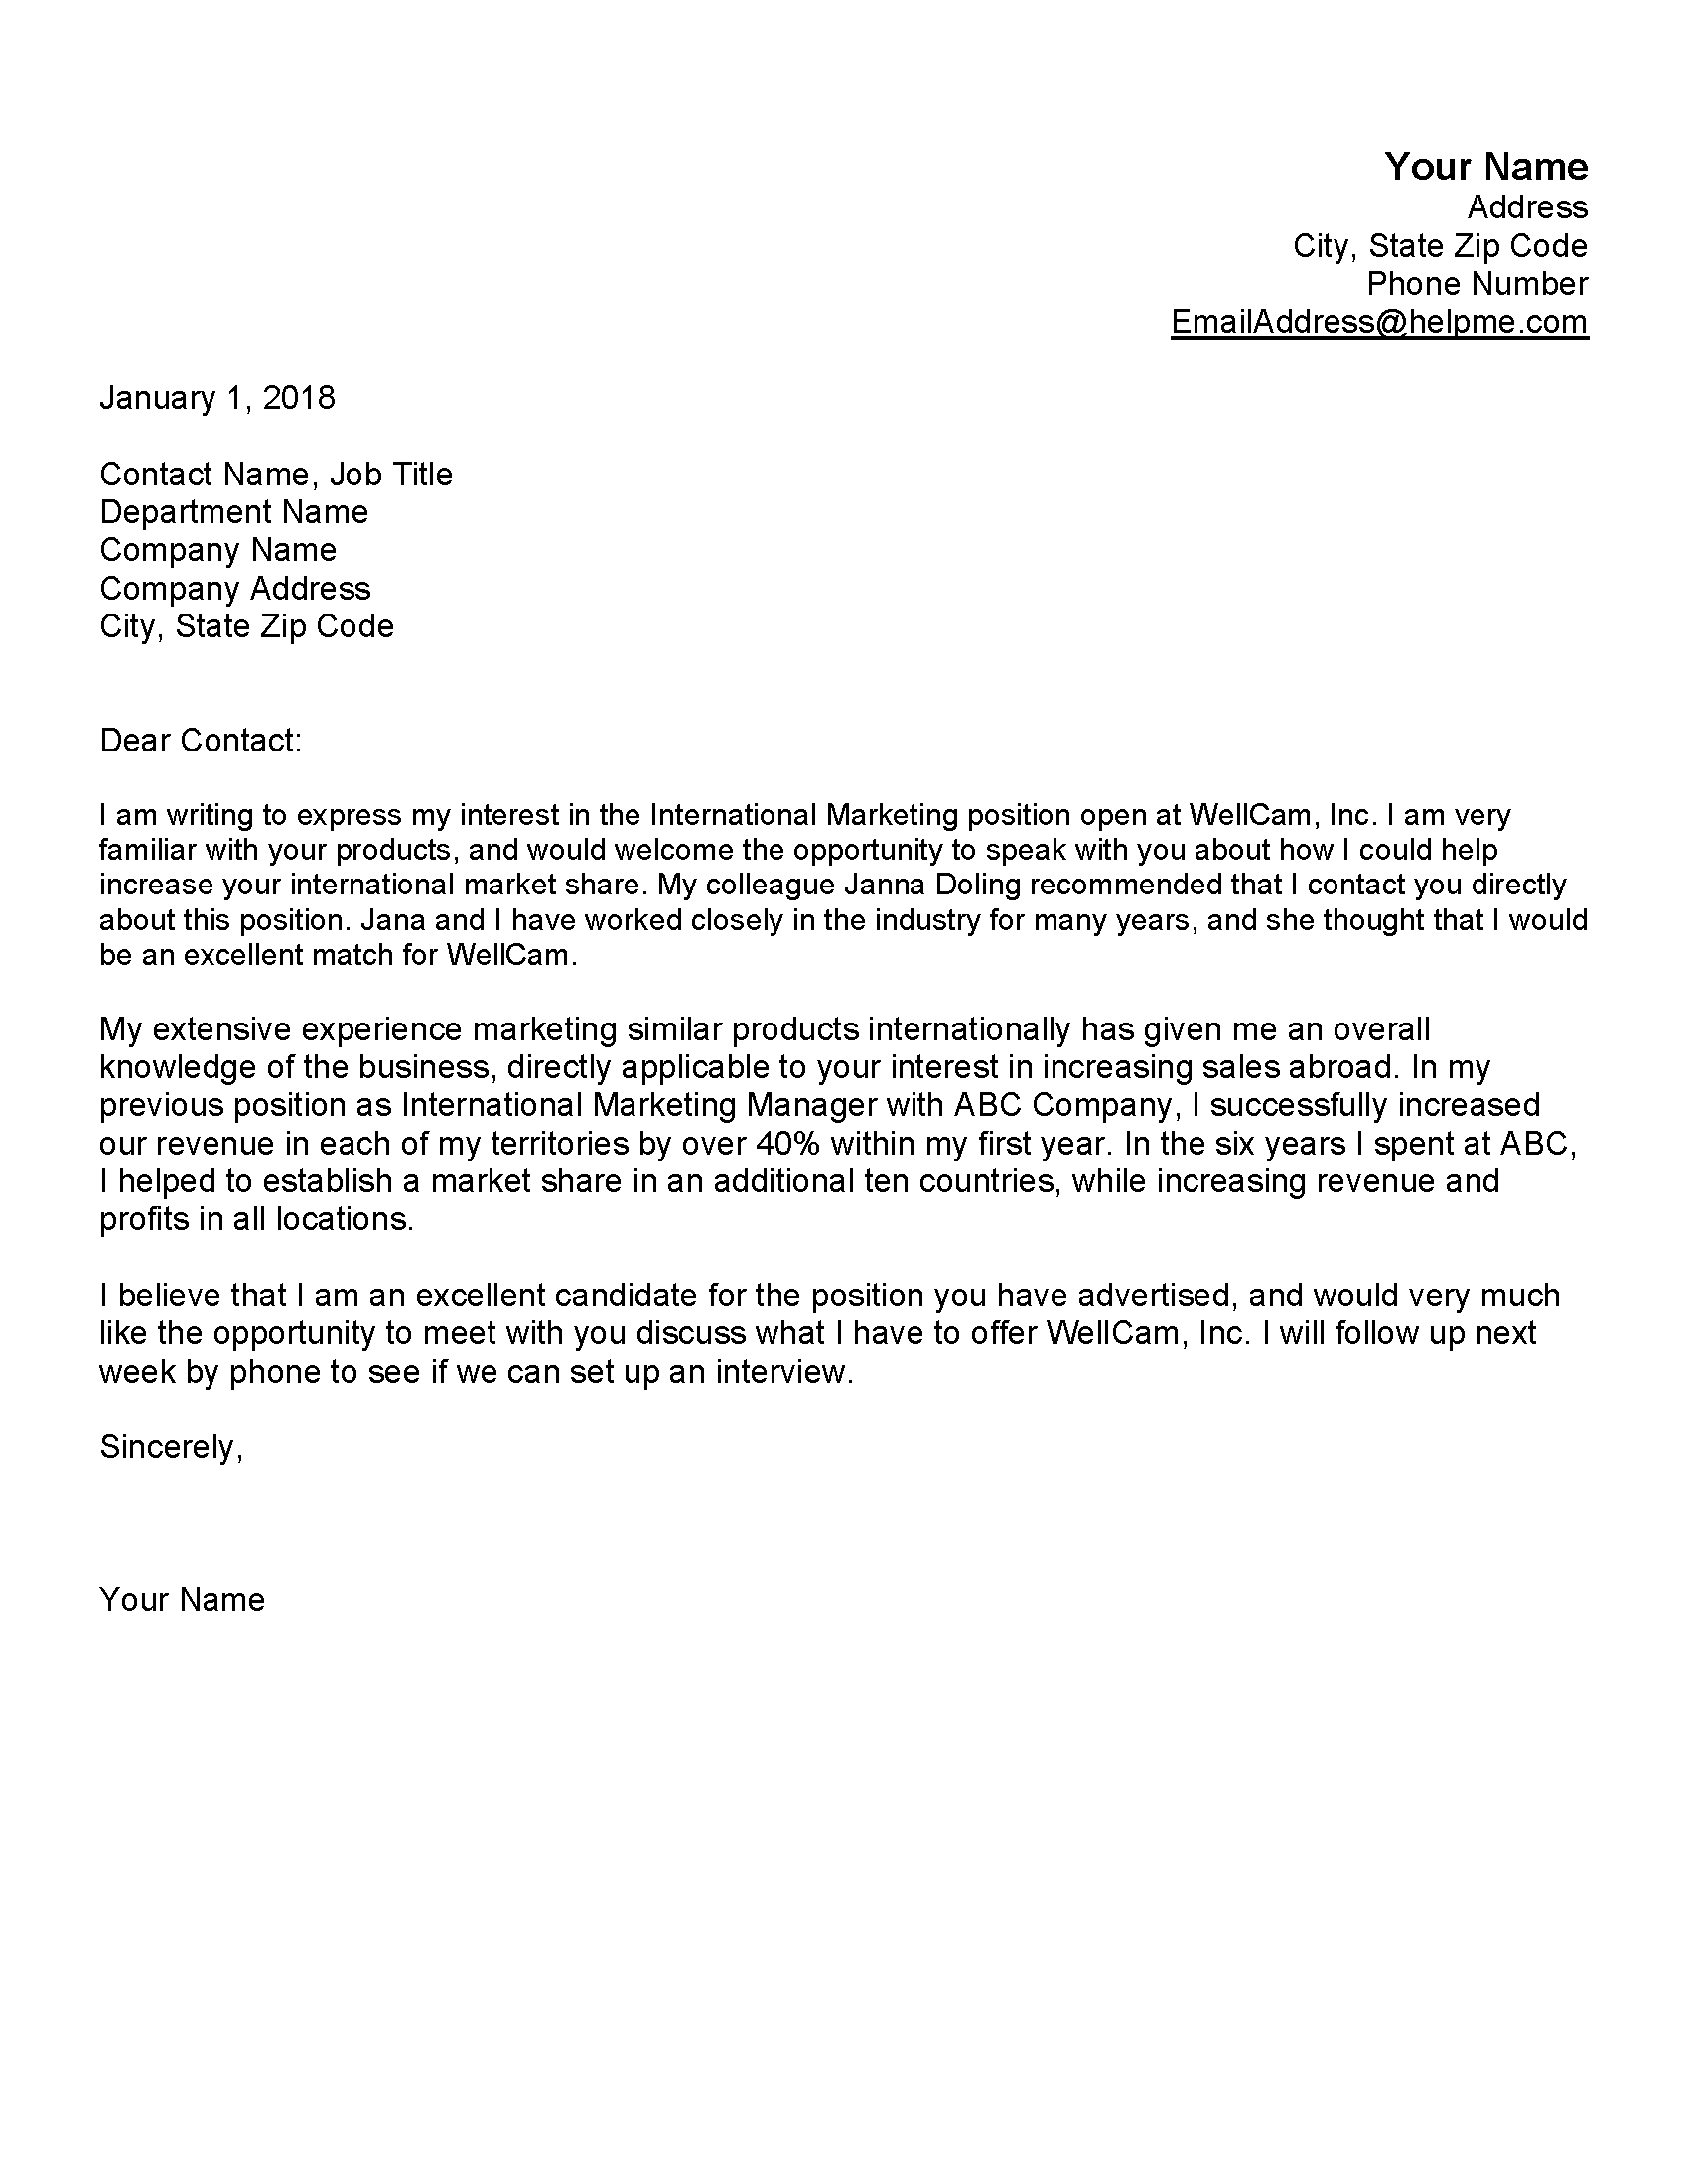 Your Name
Address
City, State Zip Code
Phone Number
EmailAddress@helpme.com
January 1, 2018
Contact Name, Job Title
Department Name
Company Name
Company Address
City, State Zip Code
Dear Contact:
I am writing to express my interest in the International Marketing position open at WellCam, Inc. I am very
familiar with your products, and would welcome the opportunity to speak with you about how I could help
increase your international market share. My colleague Janna Doling recommended that I contact you directly
about this position. Jana and I have worked closely in the industry for many years, and she thought that I would
be an excellent match for WellCam.
My extensive experience marketing similar products internationally has given me an overall
knowledge of the business, directly applicable to your interest in increasing sales abroad. In my
previous position as International Marketing Manager with ABC Company, I successfully increased
our revenue in each of my territories by over 40% within my first year. In the six years I spent at ABC,
I helped to establish a market share in an additional ten countries, while increasing revenue and
profits in all locations.
I believe that I am an excellent candidate for the position you have advertised, and would very much
like the opportunity to meet with you discuss what I have to offer WellCam, Inc. I will follow up next
week by phone to see if we can set up an interview.
Sincerely,
Your Name